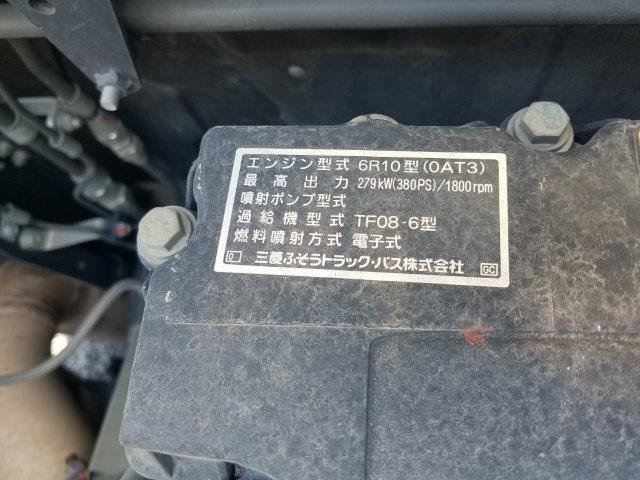 エンジン型式 6R10型(0AT3)
最高出力 279kW(380PS)/1800rpm
噴射ポンプ型式
過給機型式 TF08-6型
燃料噴射方式 電子式
0 三菱ふそうトラック・バス株式会社 GC